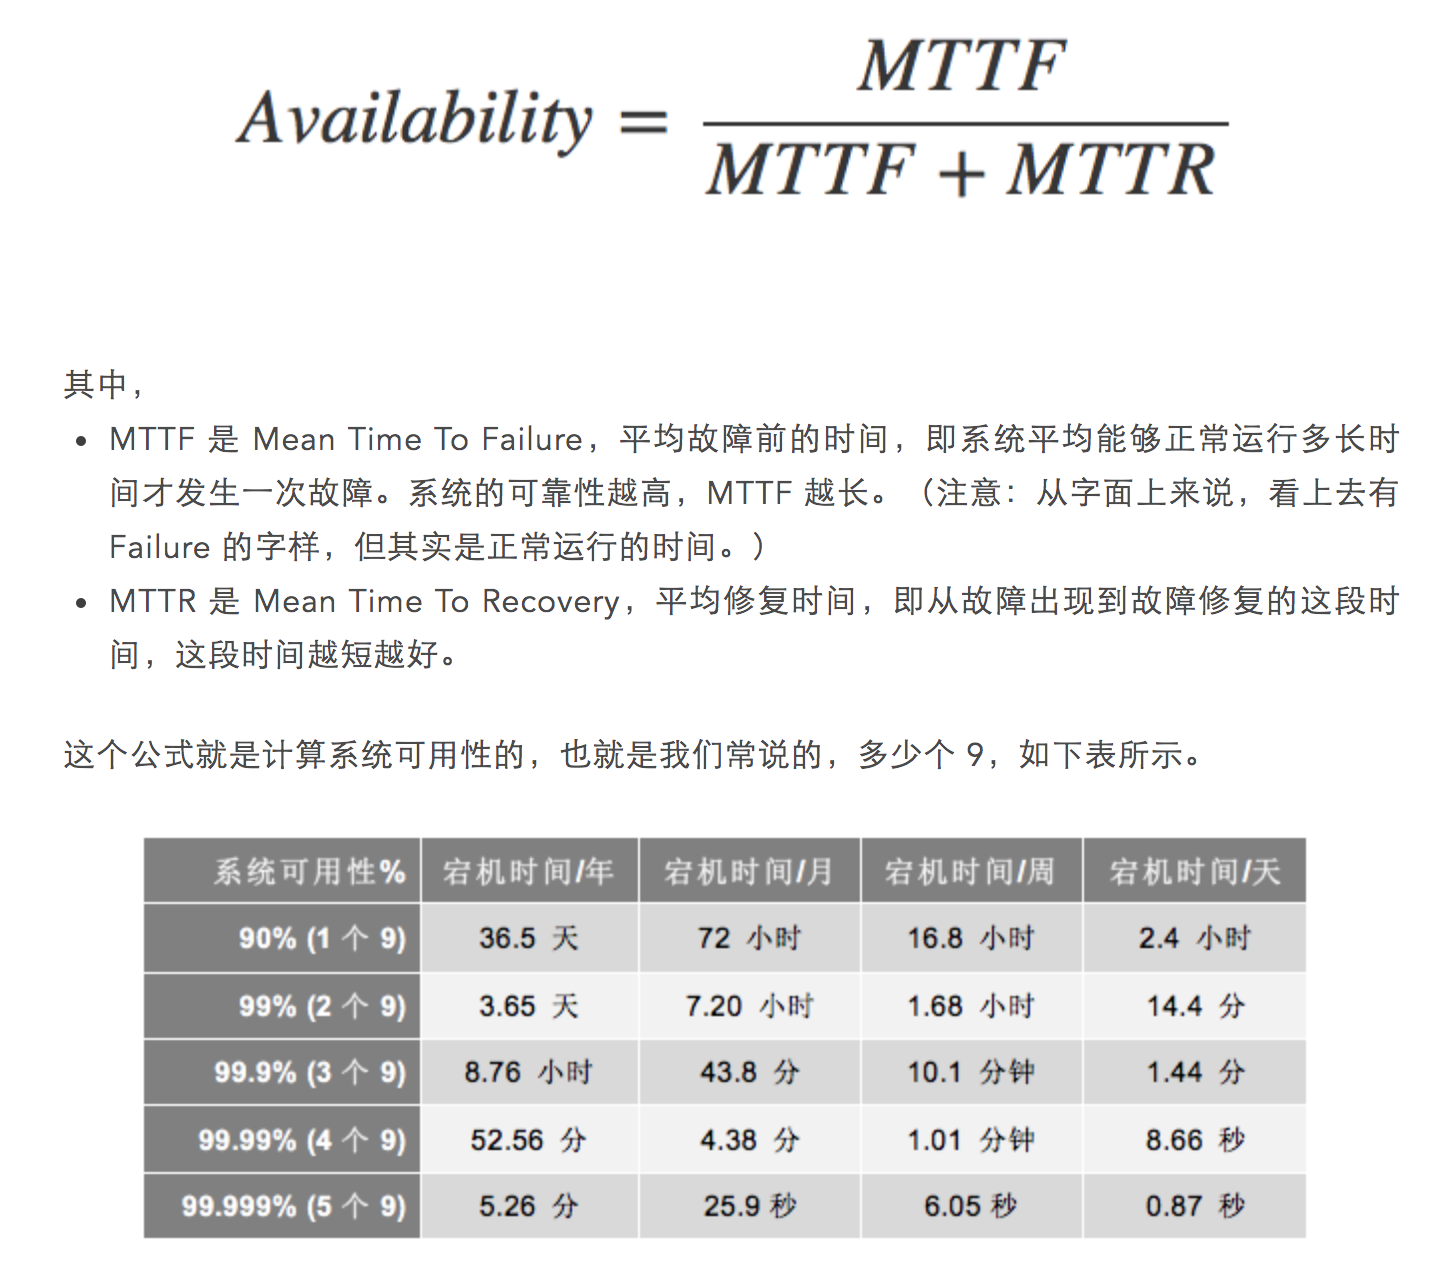 Availability = MTTF / MTTF + MTTR
其中，
• MTTF 是 Mean Time To Failure，平均故障前的时间，即系统平均能够正常运行多长时
间才发生一次故障。系统的可靠性越高，MTTF 越长。（注意：从字面上来说，看上去有
Failure 的字样，但其实是正常运行的时间。）
• MTTR 是 Mean Time To Recovery，平均修复时间，即从故障出现到故障修复的这段时
间，这段时间越短越好。
这个公式就是计算系统可用性的，也就是我们常说的，多少个 9，如下表所示。
系统可用性% 宕机时间/年 宕机时间/月 宕机时间/周 宕机时间/天
90% (1 个 9) 36.5 天 72 小时 16.8 小时 2.4 小时
99% (2 个 9) 3.65 天 7.20 小时 1.68 小时 14.4 分
99.9% (3 个 9) 8.76 小时 43.8 分 10.1 分钟 1.44 分
99.99% (4 个 9) 52.56 分 4.38 分 1.01 分钟 8.66 秒
99.999% (5 个 9) 5.26 分 25.9 秒 6.05 秒 0.87 秒